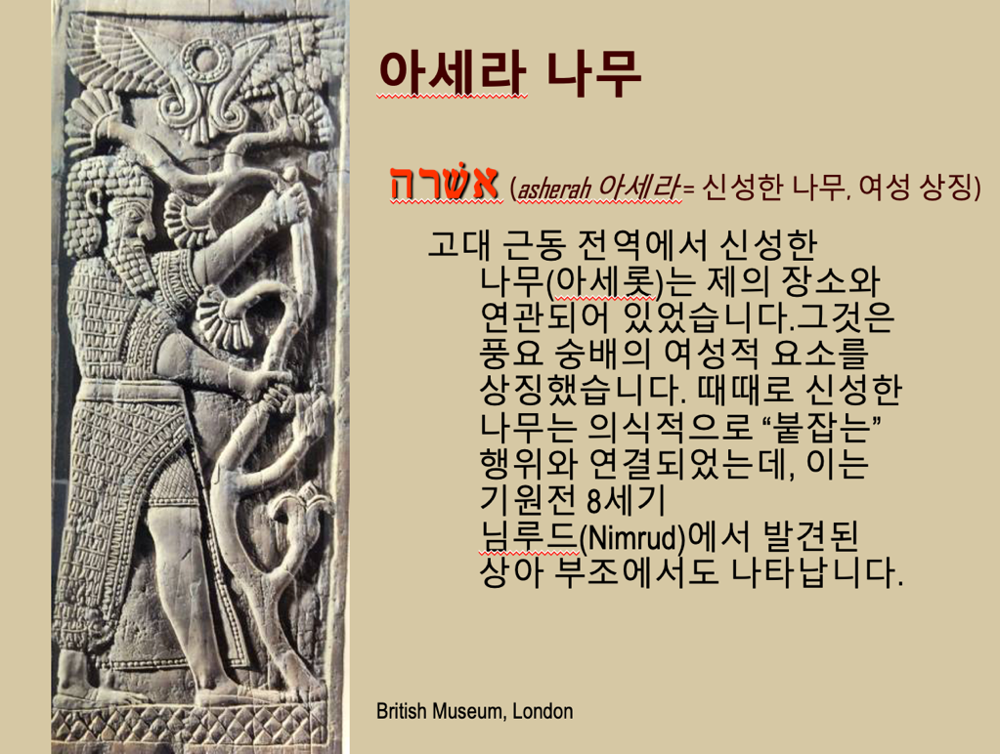 아세라 나무
אשׁרה (asherah 아세라= 신성한 나무, 여성 상징)
고대 근동 전역에서 신성한
나무(아세롯)는 제의 장소와
연관되어 있었습니다.그것은
풍요 숭배의 여성적 요소를
상징했습니다. 때때로 신성한
나무는 의식적으로 “붙잡는”
행위와 연결되었는데, 이는
기원전 8세기
님루드(Nimrud)에서 발견된
상아 부조에서도 나타납니다.
British Museum, London